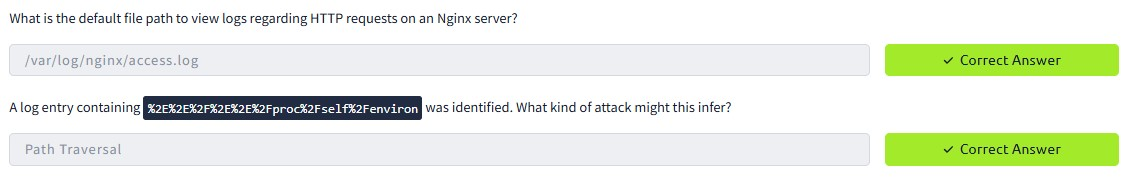 What is the default file path to view logs regarding HTTP requests on an Nginx server?
/var/log/nginx/access.log ✓ Correct Answer
A log entry containing %2E%2E%2F%2E%2E%2Fproc%2Fself%2Fenviron was identified. What kind of attack might this infer?
Path Traversal ✓ Correct Answer